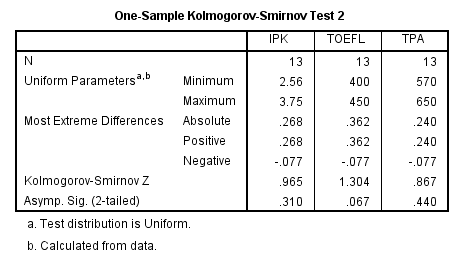 One-Sample Kolmogorov-Smirnov Test 2
IPK TOEFL TPA
N 13 13 13
Uniform Parametersa,b Minimum 2.56 400 570
Maximum 3.75 450 650
Most Extreme Differences Absolute .268 .362 .240
Positive .268 .362 .240
Negative -.077 -.077 -.077
Kolmogorov-Smirnov Z .965 1.304 .867
Asymp. Sig. (2-tailed) .310 .067 .440
a. Test distribution is Uniform.
b. Calculated from data.